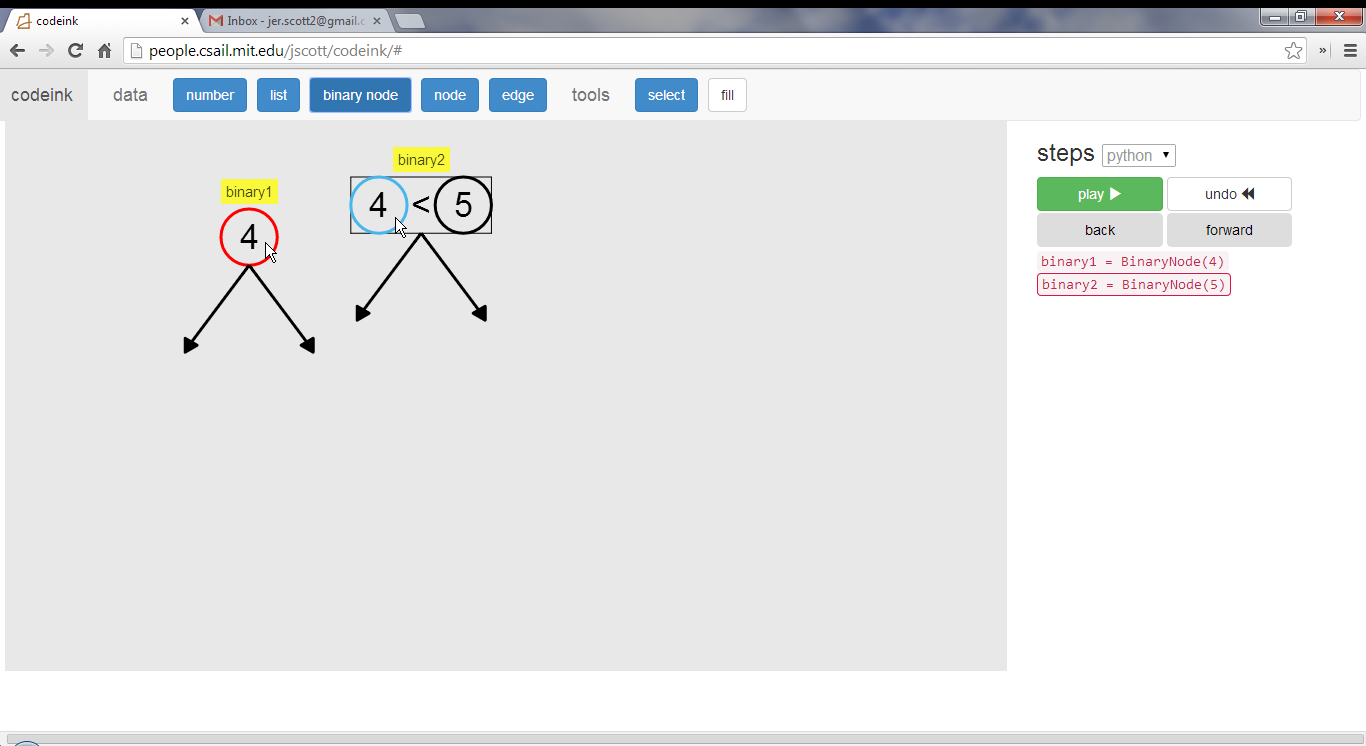 codeink
Inbox - jer.scott2@gmail.c
people.csail.mit.edu/jscott/codeink/#
codeink data number list binary node node edge tools select fill
binary1
4
binary2
4 < 5
steps python
play undo
back forward
binary1 = BinaryNode(4)
binary2 = BinaryNode(5)